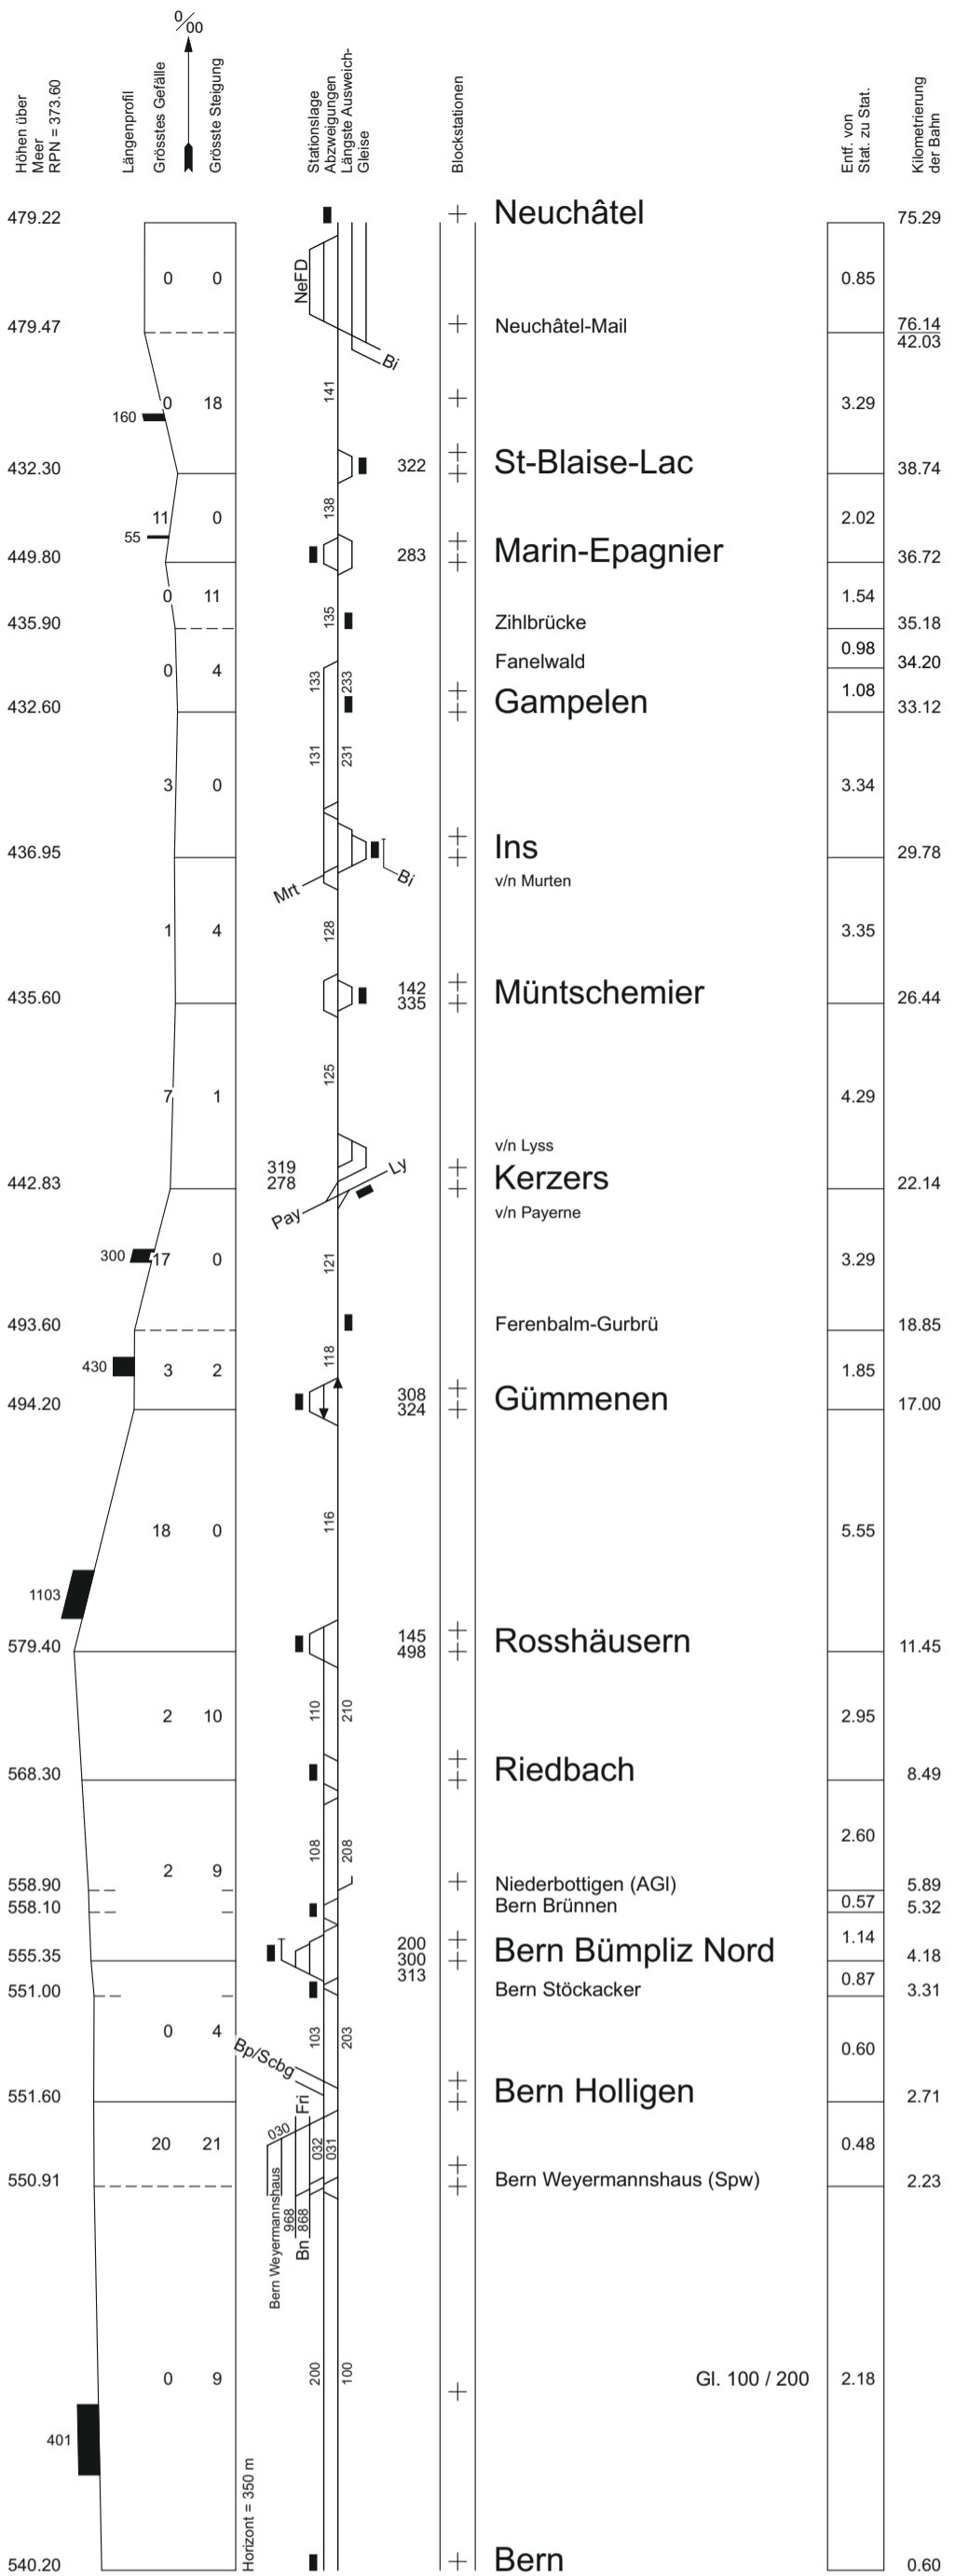 0/00
Höhen über
Meer
RPN = 373.60
Längenprofil
Grösstes Gefälle
Grösste Steigung
Stationslage
Abzweigungen
Längste Ausweich-
Gleise
Blockstationen
Entf. von
Stat. zu Stat.
Kilometrierung
der Bahn
479.22 Neuchâtel 75.29
0 0 NeFD 0.85
479.47 Neuchâtel-Mail 76.14
42.03
Bi
141
160 0 18 3.29
432.30 322 St-Blaise-Lac 38.74
11 0 138 2.02
55
449.80 283 Marin-Epagnier 36.72
0 11 135 1.54
435.90 Zihlbrücke 35.18
0.98
Fanelwald 34.20
0 4 133 233 1.08
432.60 Gampelen 33.12
131 231
3 0 3.34
436.95 Ins 29.78
v/n Murten
Mrt Bi
1 4 128 3.35
435.60 142 Müntschemier 26.44
335
125
7 1 4.29
v/n Lyss
319 Ly
442.83 278 Kerzers 22.14
Pay v/n Payerne
300 17 0 121 3.29
493.60 Ferenbalm-Gurbrü 18.85
430 3 2 118 1.85
308
494.20 324 Gümmenen 17.00
18 0 116 5.55
1103
579.40 145 Rosshäusern 11.45
498
2 10 110 210 2.95
568.30 Riedbach 8.49
2.60
2 9 108 208
558.90 Niederbottigen (AGl) 5.89
0.57
558.10 Bern Brünnen 5.32
200 1.14
555.35 300 Bern Bümpliz Nord 4.18
313
0.87
551.00 Bern Stöckacker 3.31
0 4 103 203 0.60
Bp/Scbg
551.60 Bern Holligen 2.71
Fri
030
20 21 032 031 0.48
550.91 Bern Weyermannshaus (Spw) 2.23
Bern Weyermannshaus
968 868
Bn
0 9 200 100 Gl. 100 / 200 2.18
401
Horizont = 350 m
540.20 Bern 0.60